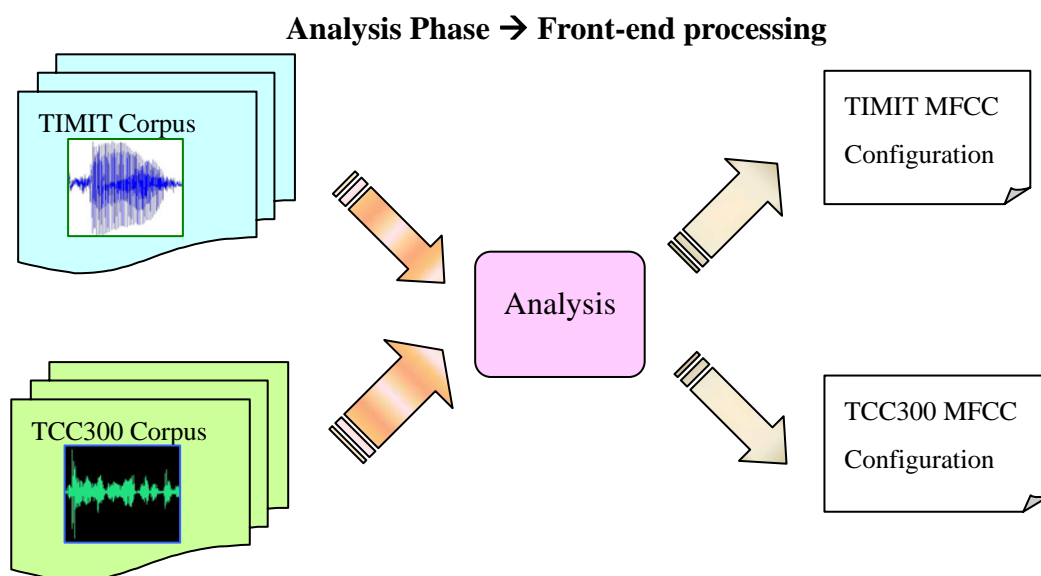 Analysis Phase → Front-end processing
TIMIT Corpus
TCC300 Corpus
Analysis
TIMIT MFCC
Configuration
TCC300 MFCC
Configuration